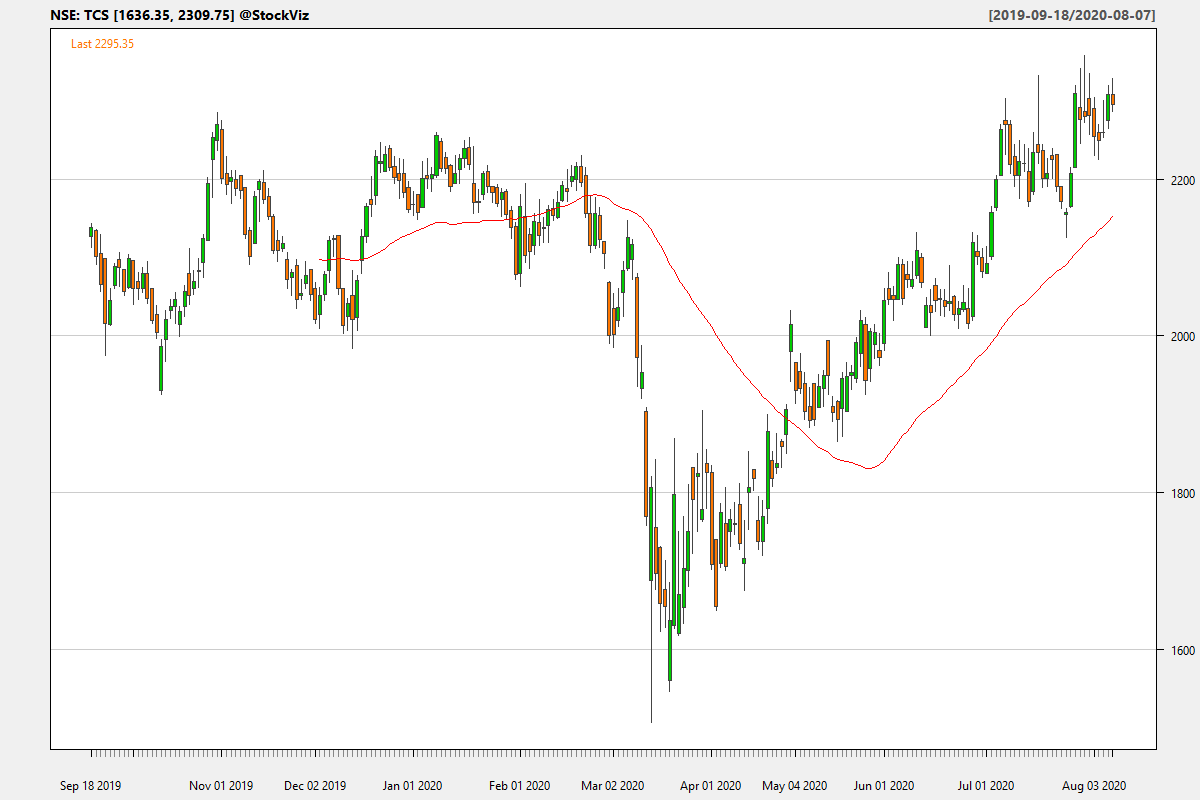 NSE: TCS [1636.35, 2309.75] @StockViz
[2019-09-18/2020-08-07]
Last 2295.35
2200
2000
1800
1600
Sep 18 2019
Nov 01 2019
Dec 02 2019
Jan 01 2020
Feb 01 2020
Mar 02 2020
Apr 01 2020
May 04 2020
Jun 01 2020
Jul 01 2020
Aug 03 2020